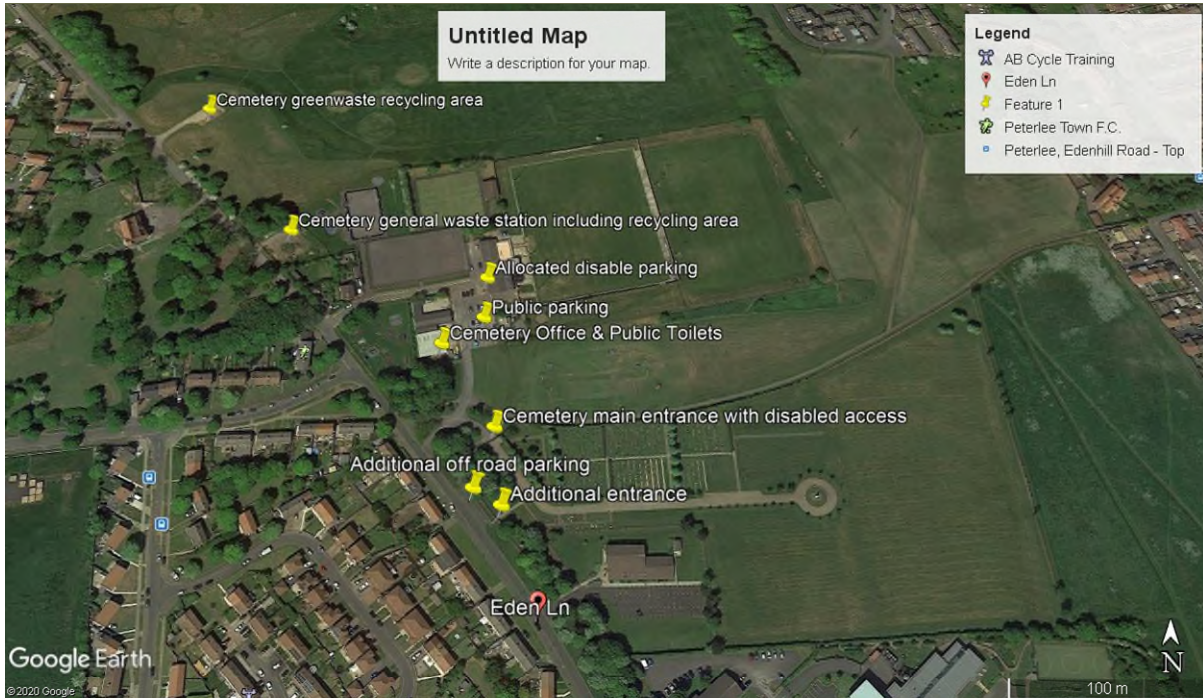 Untitled Map
Write a description for your map.
Legend
AB Cycle Training
Eden Ln
Feature 1
Peterlee Town F.C.
Peterlee, Edenhill Road - Top
Cemetery greenwaste recycling area
Cemetery general waste station including recycling area
Allocated disable parking
Public parking
Cemetery Office & Public Toilets
Cemetery main entrance with disabled access
Additional off road parking
Additional entrance
Eden Ln
Google Earth
©2020 Google
N
100 m